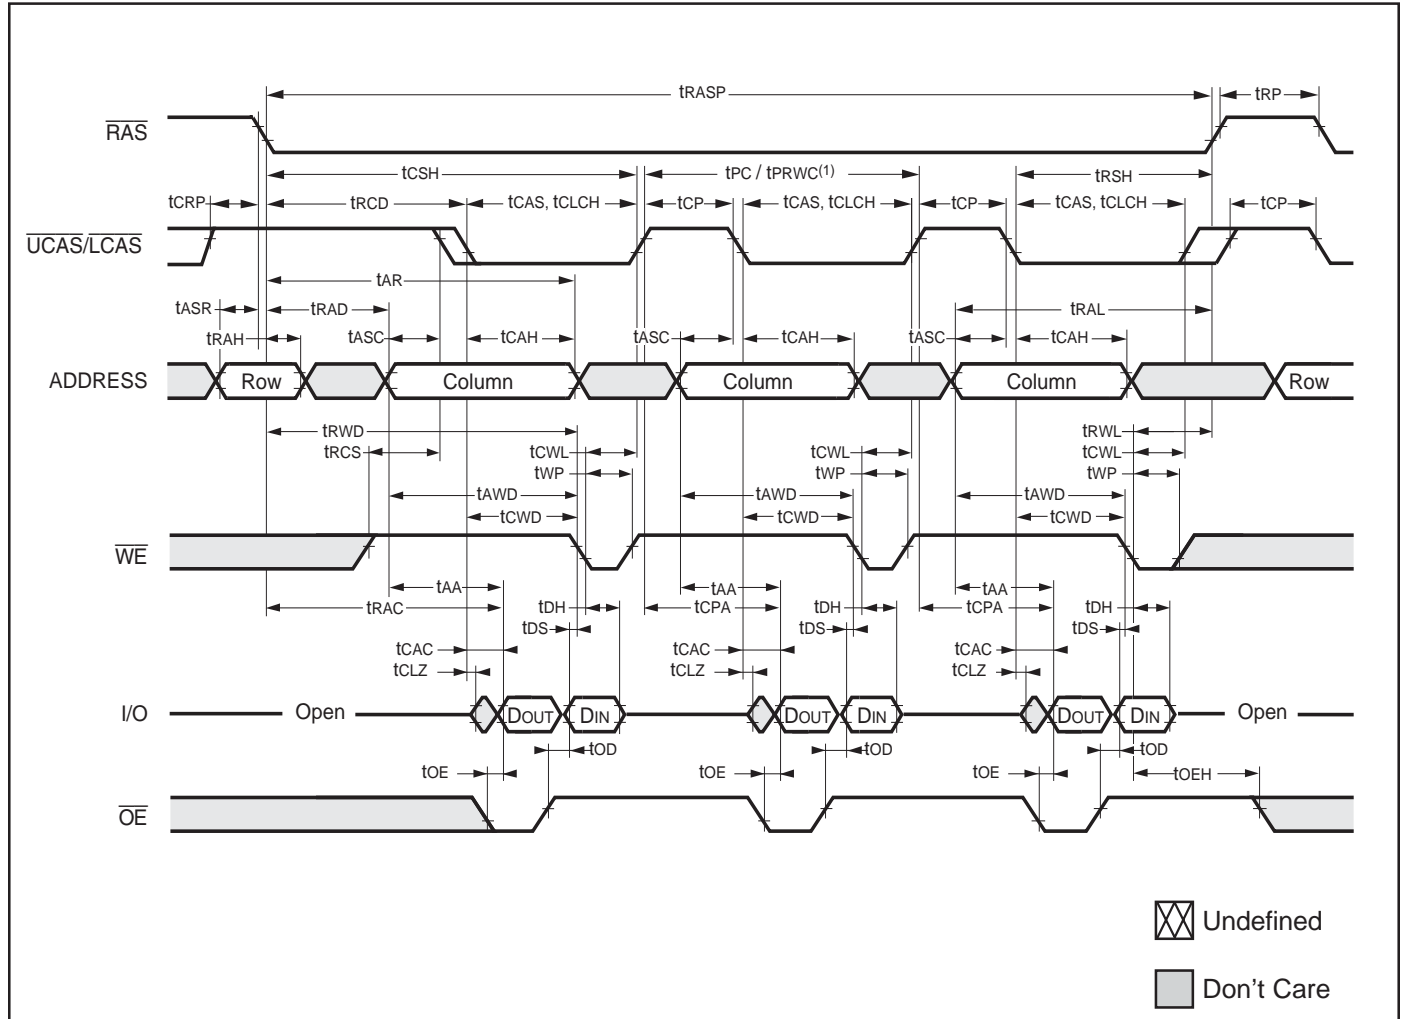 tRASP
tRP
RAS
tCSH
tPC / tPRWC(1)
tRSH
tCRP
tRCD
tCAS, tCLCH
tCP
tCAS, tCLCH
tCP
tCAS, tCLCH
tCP
UCAS/LCAS
tAR
tASR
tRAD
tRAL
tRAH
tASC
tCAH
tASC
tCAH
tASC
tCAH
ADDRESS
Row
Column
Column
Column
Row
tRWD
tRWL
tRCS
tCWL
tCWL
tCWL
tWP
tWP
tWP
tAWD
tAWD
tAWD
tCWD
tCWD
tCWD
WE
tAA
tAA
tAA
tRAC
tDH
tCPA
tDH
tCPA
tDH
tDS
tDS
tDS
tCAC
tCAC
tCAC
tCLZ
tCLZ
tCLZ
I/O
Open
DOUT
DIN
DOUT
DIN
DOUT
DIN
Open
tOD
tOD
tOD
tOE
tOE
tOE
tOEH
OE
Undefined
Don't Care